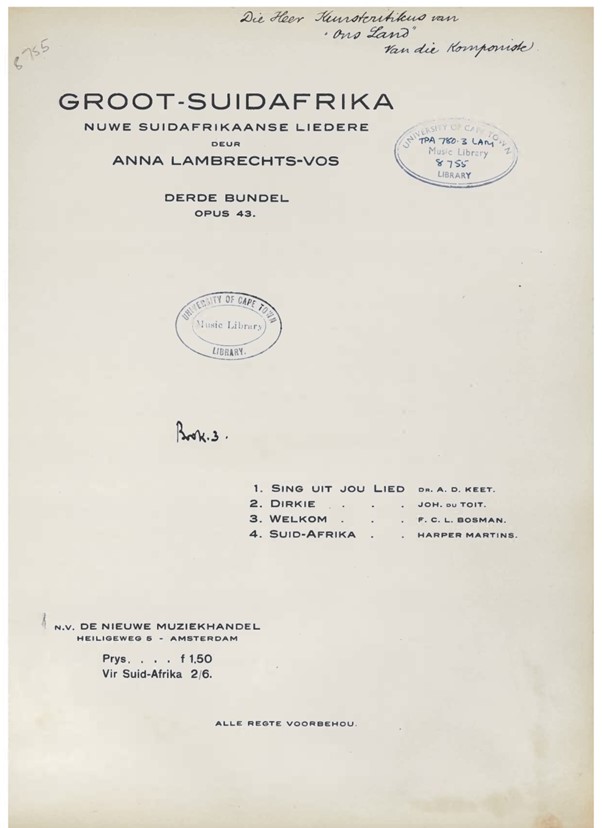 Die Heer Kunscritikus van
"Ons Land"
Van die Komponiste
8755
GROOT-SUIDAFRIKA
NUWE SUIDAFRIKAANSE LIEDERE
DEUR
ANNA LAMBRECHTS-VOS
DERDE BUNDEL
OPUS 43.
UNIVERSITY OF CAPE TOWN
TPA 780.3 LAM
Music Library
8755
LIBRARY
UNIVERSITY OF CAPE TOWN
Music Library
LIBRARY.
Book.3.
1. SING UIT JOU LIED DR. A. D. KEET.
2. DIRKIE . . . JOH. DU TOIT.
3. WELKOM . . . F. C. L. BOSMAN.
4. SUID-AFRIKA . . HARPER MARTINS.
N.V. DE NIEUWE MUZIEKHANDEL
HEILIGEWEG 5 - AMSTERDAM
Prys. . . . f 1.50
Vir Suid-Afrika 2/6.
ALLE REGTE VOORBEHOU.